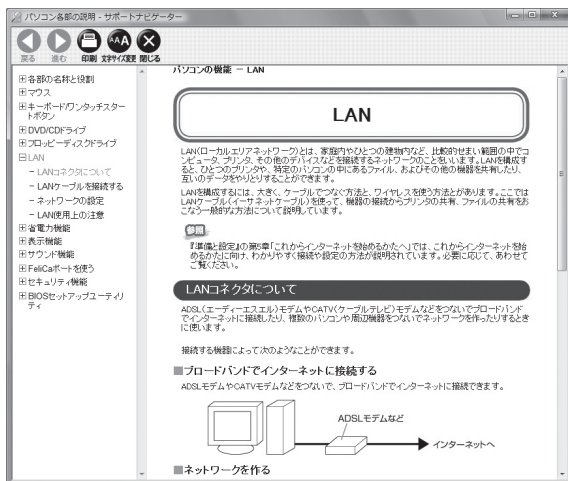 パソコン各部の説明 - サポートナビゲーター
戻る 進む 印刷 文字サイズ変更 閉じる
各部の名称と役割
マウス
キーボード/ワンタッチスター
トボタン
DVD/CDドライブ
フロッピーディスクドライブ
LAN
- LANコネクタについて
- LANケーブルを接続する
- ネットワークの設定
- LAN使用上の注意
省電力機能
表示機能
サウンド機能
FeliCaポートを使う
セキュリティ機能
BIOSセットアップユーティリ
ティ
パソコンの機能 - LAN
LAN
LAN(ローカルエリアネットワーク)とは、家庭内やひとつの建物内など、比較的せまい範囲の中でコ
ンピュータ、プリンタ、その他のデバイスなどを接続するネットワークのことをいいます。LANを構成す
ると、ひとつのプリンタや、特定のパソコンの中にあるファイル、およびその他の機器を共有したり、
互いのデータをやりとりすることができます。
LANを構成するには、大きく、ケーブルでつなぐ方法と、ワイヤレスを使う方法とがあります。ここでは
LANケーブル(イーサネットケーブル)を使って、機器の接続からプリンタの共有、ファイルの共有をお
こなう一般的な方法について説明しています。
参照
『準備と設定』の第5章「これからインターネットを始めるかたへ」では、これからインターネットを始
めるかたに向け、わかりやすく接続や設定の方法が説明されています。必要に応じて、あわせて
ご覧ください。
LANコネクタについて
ADSL(エーディーエスエル)モデムやCATV(ケーブルテレビ)モデムなどをつないでブロードバンド
でインターネットに接続したり、複数のパソコンや周辺機器をつないでネットワークを作ったりするとき
に使います。
接続する機器によって次のようなことができます。
■ブロードバンドでインターネットに接続する
ADSLモデムやCATVモデムなどをつないで、ブロードバンドでインターネットに接続できます。
ADSLモデムなど
インターネットへ
■ネットワークを作る